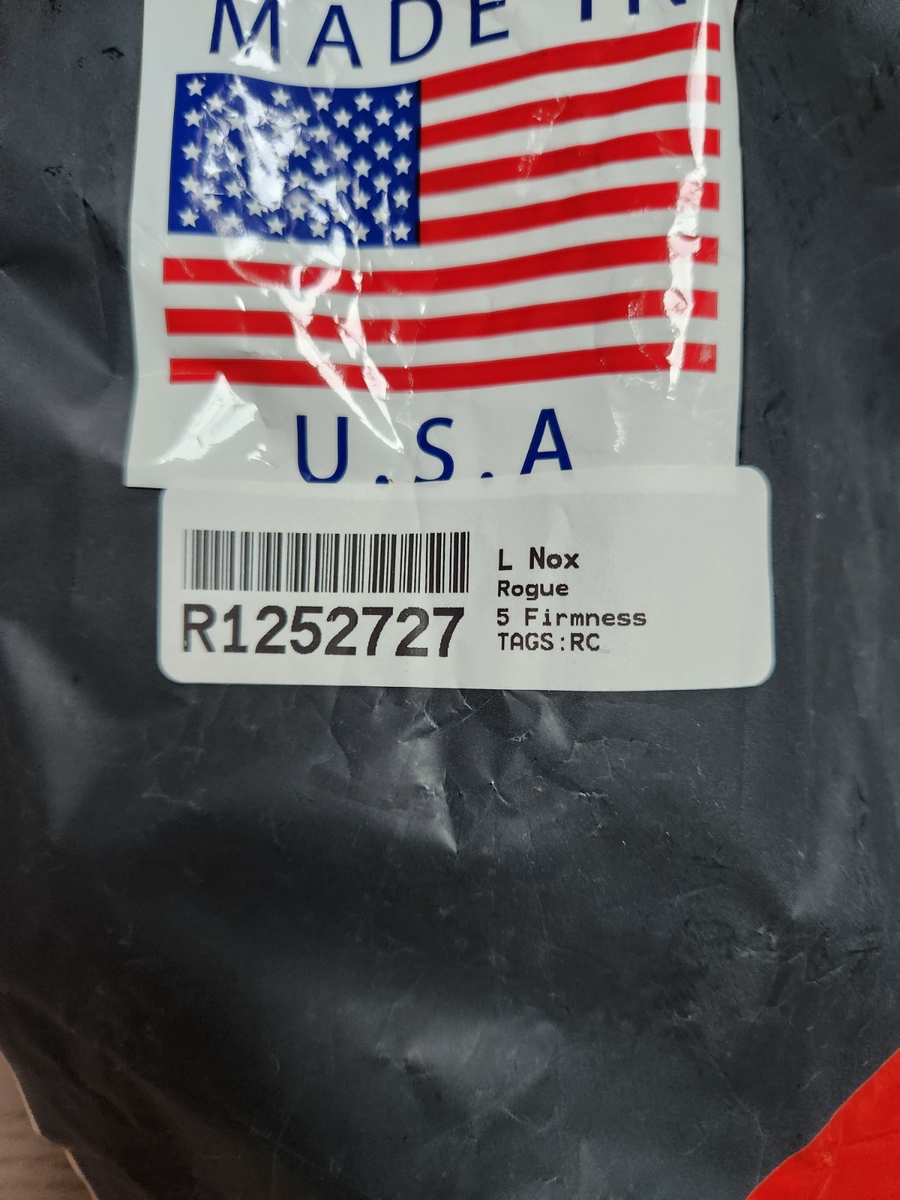 MADE IN
U.S.A
R1252727
L Nox
Rogue
5 Firmness
TAGS:RC